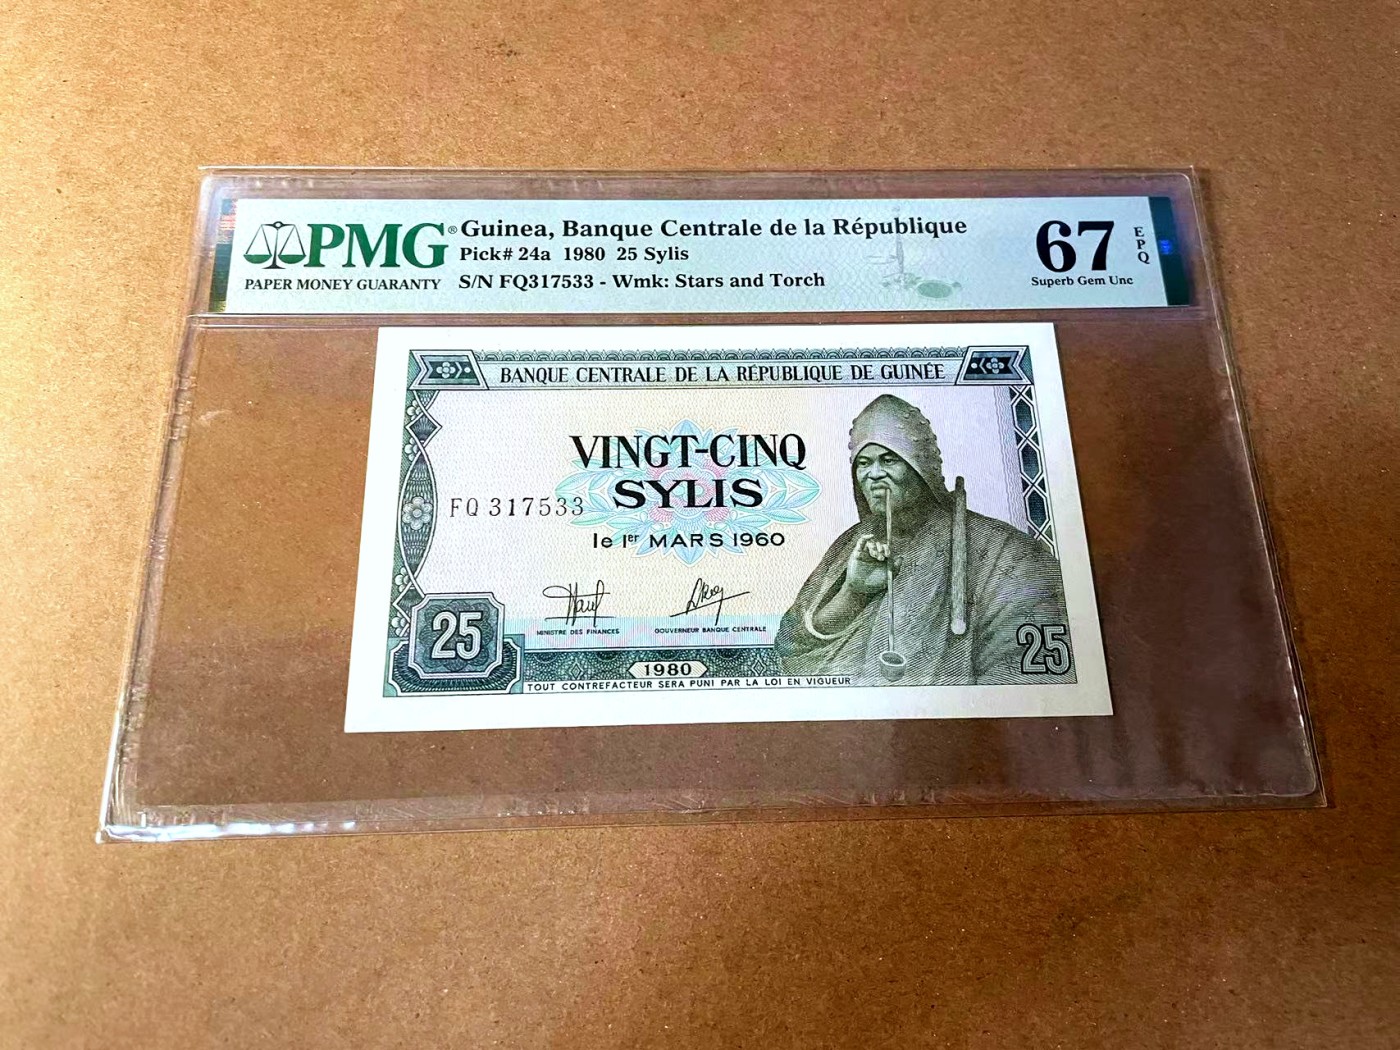 PMG®
PAPER MONEY GUARANTY
Guinea, Banque Centrale de la République
Pick# 24a 1980 25 Sylis
S/N FQ317533 - Wmk: Stars and Torch
67
EPQ
Superb Gem Unc
BANQUE CENTRALE DE LA RÉPUBLIQUE DE GUINÉE
VINGT-CINQ
SYLIS
FQ 317533
le 1er MARS 1960
MINISTRE DES FINANCES
GOUVERNEUR BANQUE CENTRALE
25
25
1980
TOUT CONTREFACTEUR SERA PUNI PAR LA LOI EN VIGUEUR